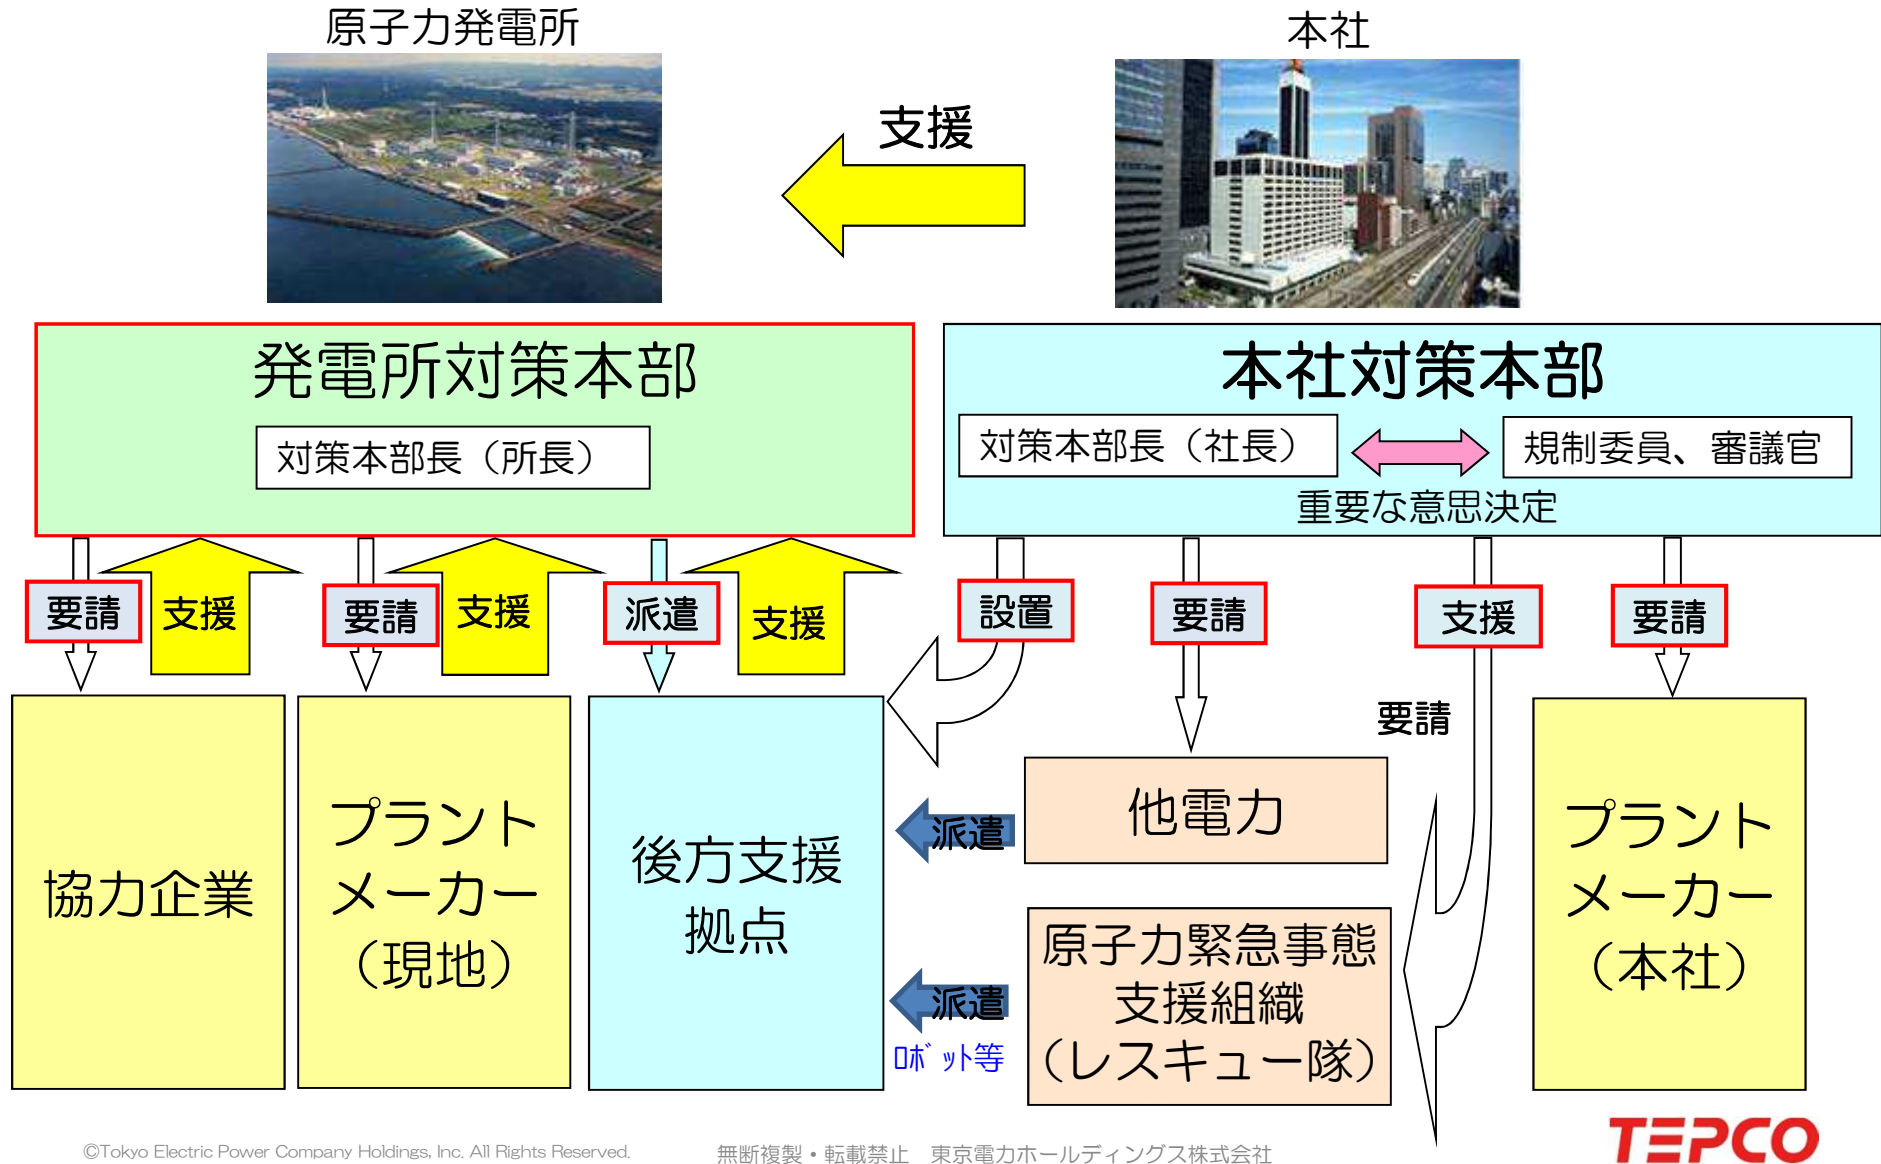 原子力発電所
本社
支援
発電所対策本部
対策本部長（所長）
本社対策本部
対策本部長（社長）
規制委員、審議官
重要な意思決定
要請
支援
要請
支援
派遣
支援
設置
要請
支援
要請
要請
協力企業
プラント
メーカー
（現地）
後方支援
拠点
派遣
他電力
派遣
ﾛﾎﾞｯﾄ等
原子力緊急事態
支援組織
（レスキュー隊）
プラント
メーカー
（本社）
©Tokyo Electric Power Company Holdings, Inc. All Rights Reserved.
無断複製・転載禁止　東京電力ホールディングス株式会社
TEPCO